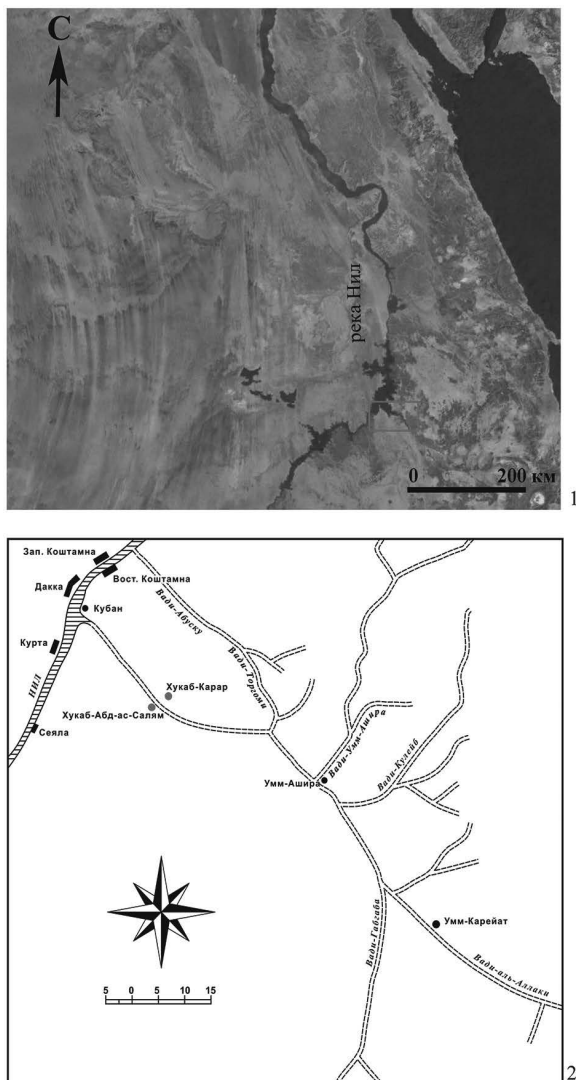 С
река Нил
0 200 км
1
Зап. Коштамна
Вост. Коштамна
Дакка
Кубан
Вади-Абуску
Курта
НИЛ
Вади-Торгоми
Хукаб-Карар
Хукаб-Абд-ас-Салям
Сеяла
Вади-Умм-Ашира
Вади-Кулейб
Умм-Ашира
Умм-Карейат
Вади-Габгаба
Вади-аль-Аллаки
5 0 5 10 15
2